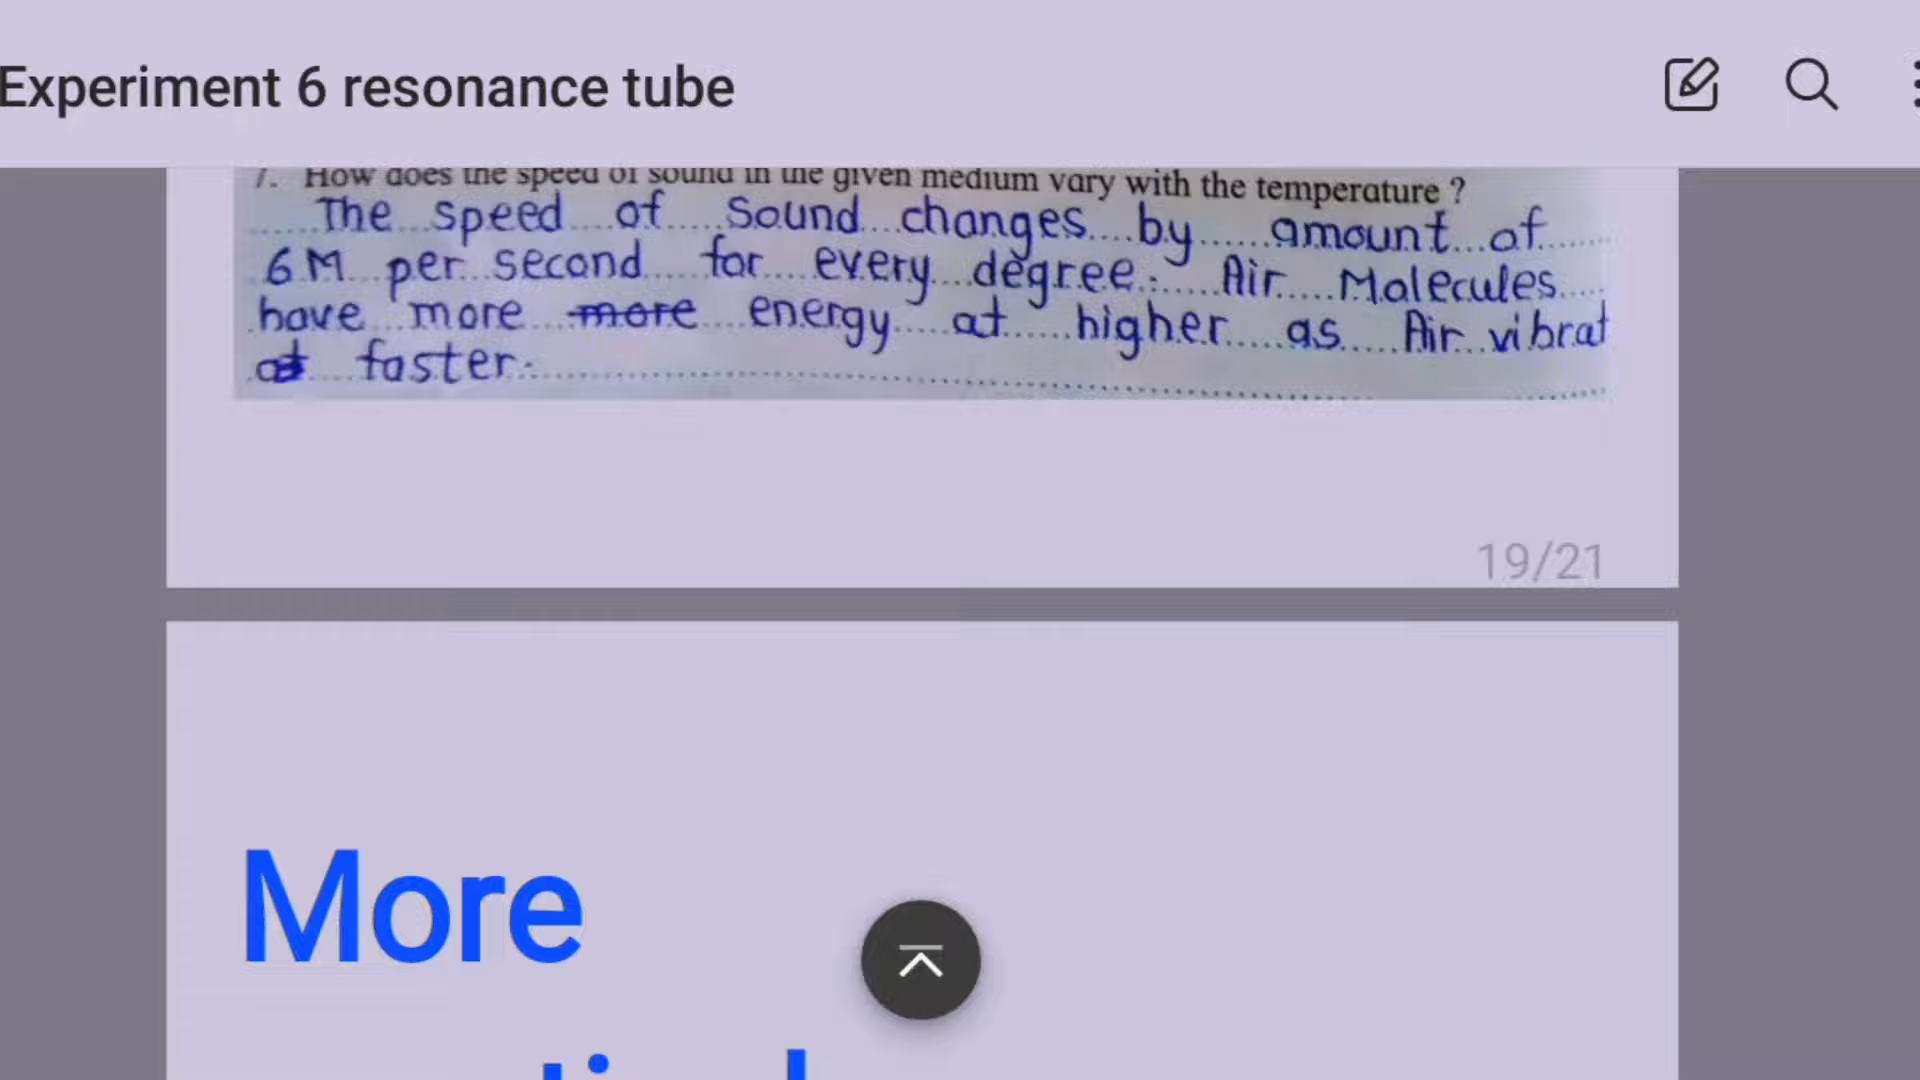 Experiment 6 resonance tube
7. How does the speed of sound in the given medium vary with the temperature ?
The speed of Sound changes by amount of
6M per second for every degree. Air Molecules
have more more energy at higher as Air vibrat
faster.
19/21
More